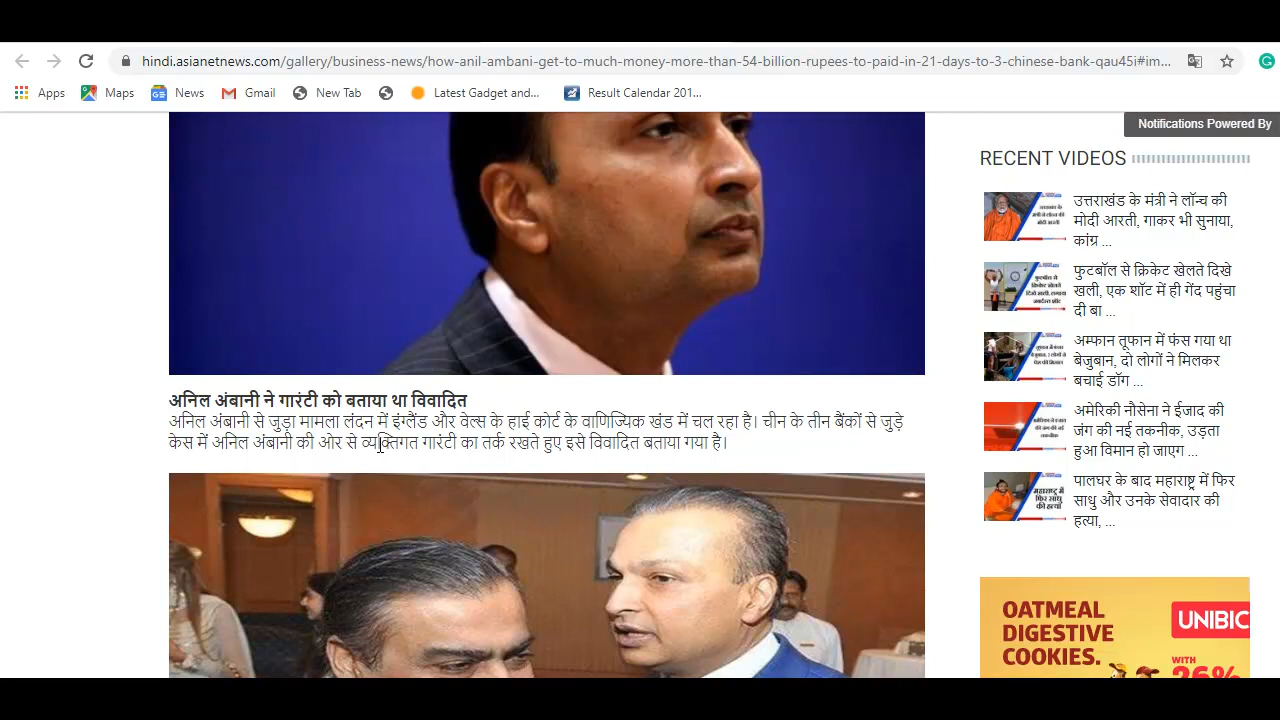 hindi.asianetnews.com/gallery/business-news/how-anil-ambani-get-to-much-money-more-than-54-billion-rupees-to-paid-in-21-days-to-3-chinese-bank-qau45i#im...
Apps Maps News Gmail New Tab Latest Gadget and... Result Calendar 201...
Notifications Powered By
अनिल अंबानी ने गारंटी को बताया था विवादित
अनिल अंबानी से जुड़ा मामला लंदन में इंग्लैंड और वेल्स के हाई कोर्ट के वाणिज्यिक खंड में चल रहा है। चीन के तीन बैंकों से जुड़े
केस में अनिल अंबानी की ओर से व्यक्तिगत गारंटी का तर्क रखते हुए इसे विवादित बताया गया है।
RECENT VIDEOS
उत्तराखंड के मंत्री ने लॉन्च की
मोदी आरती, गाकर भी सुनाया,
कांग्र ...
फुटबॉल से क्रिकेट खेलते दिखे
खली, एक शॉट में ही गेंद पहुंचा
दी बा ...
अम्फान तूफान में फंस गया था
बेजुबान, दो लोगों ने मिलकर
बचाई डॉग ...
अमेरिकी नौसेना ने ईजाद की
जंग की नई तकनीक, उड़ता
हुआ विमान हो जाएग ...
पालघर के बाद महाराष्ट्र में फिर
साधु और उनके सेवादार की
हत्या, ...
OATMEAL
DIGESTIVE
COOKIES.
UNIBIC
WITH
26%